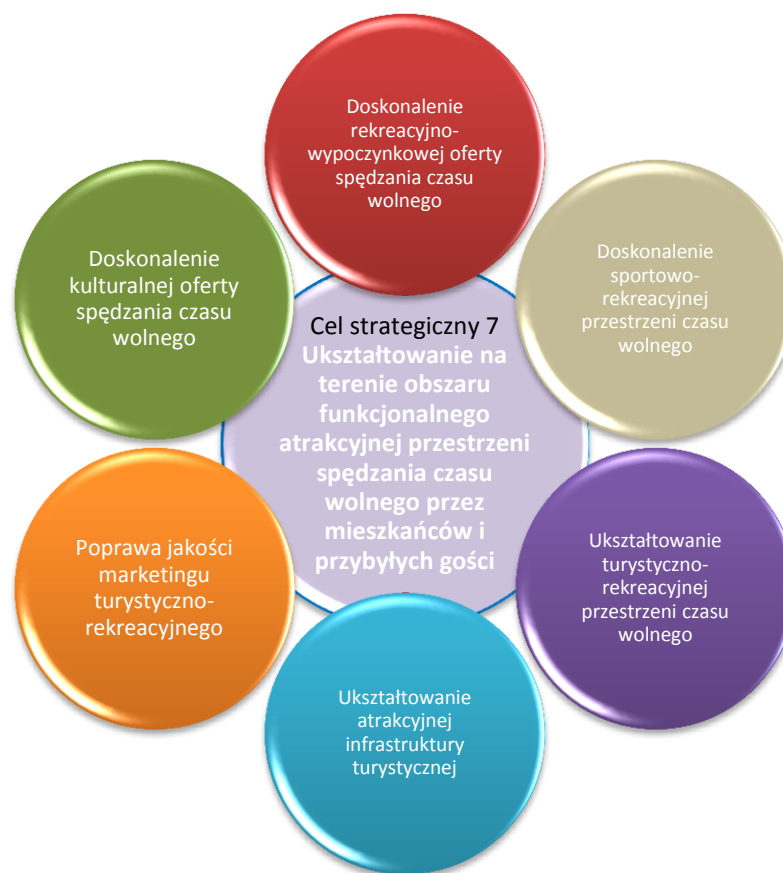 Doskonalenie
rekreacyjno-
wypoczynkowej oferty
spędzania czasu
wolnego
Doskonalenie
sportowo-
rekreacyjnej
przestrzeni czasu
wolnego
Ukształtowanie
turystyczno-
rekreacyjnej
przestrzeni czasu
wolnego
Ukształtowanie
atrakcyjnej
infrastruktury
turystycznej
Poprawa jakości
marketingu
turystyczno-
rekreacyjnego
Doskonalenie
kulturalnej oferty
spędzania czasu
wolnego
Cel strategiczny 7
Ukształtowanie na
terenie obszaru
funkcjonalnego
atrakcyjnej przestrzeni
spędzania czasu
wolnego przez
mieszkańców i
przybyłych gości